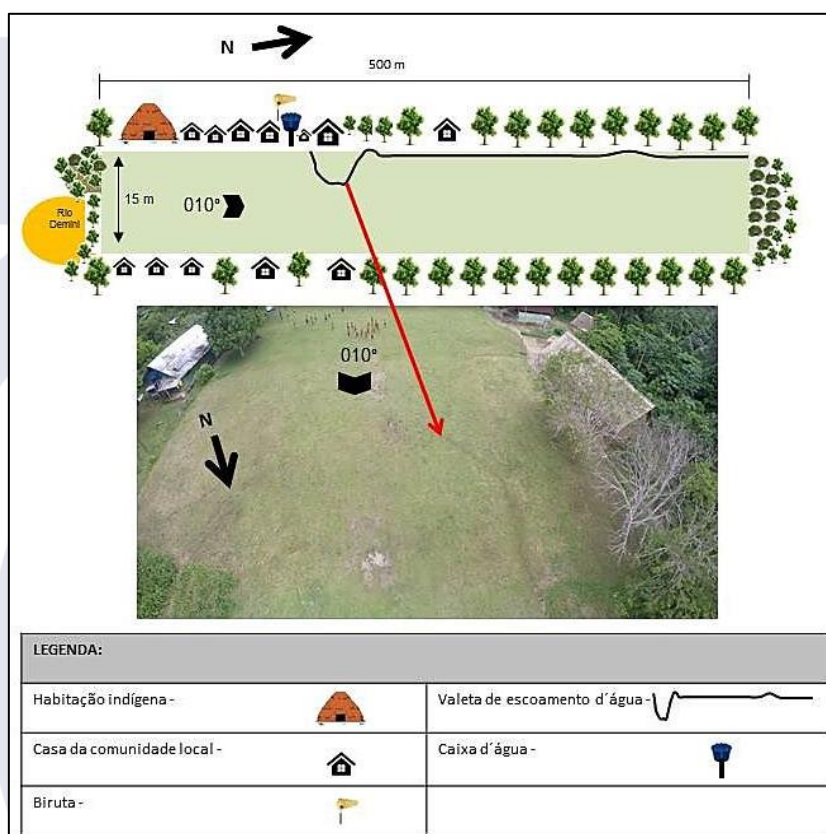 N
500 m
15 m
010°
Rio
Demini
010°
N
LEGENDA:
Habitação indígena -
Valeta de escoamento d´água -
Casa da comunidade local -
Caixa d´água -
Biruta -